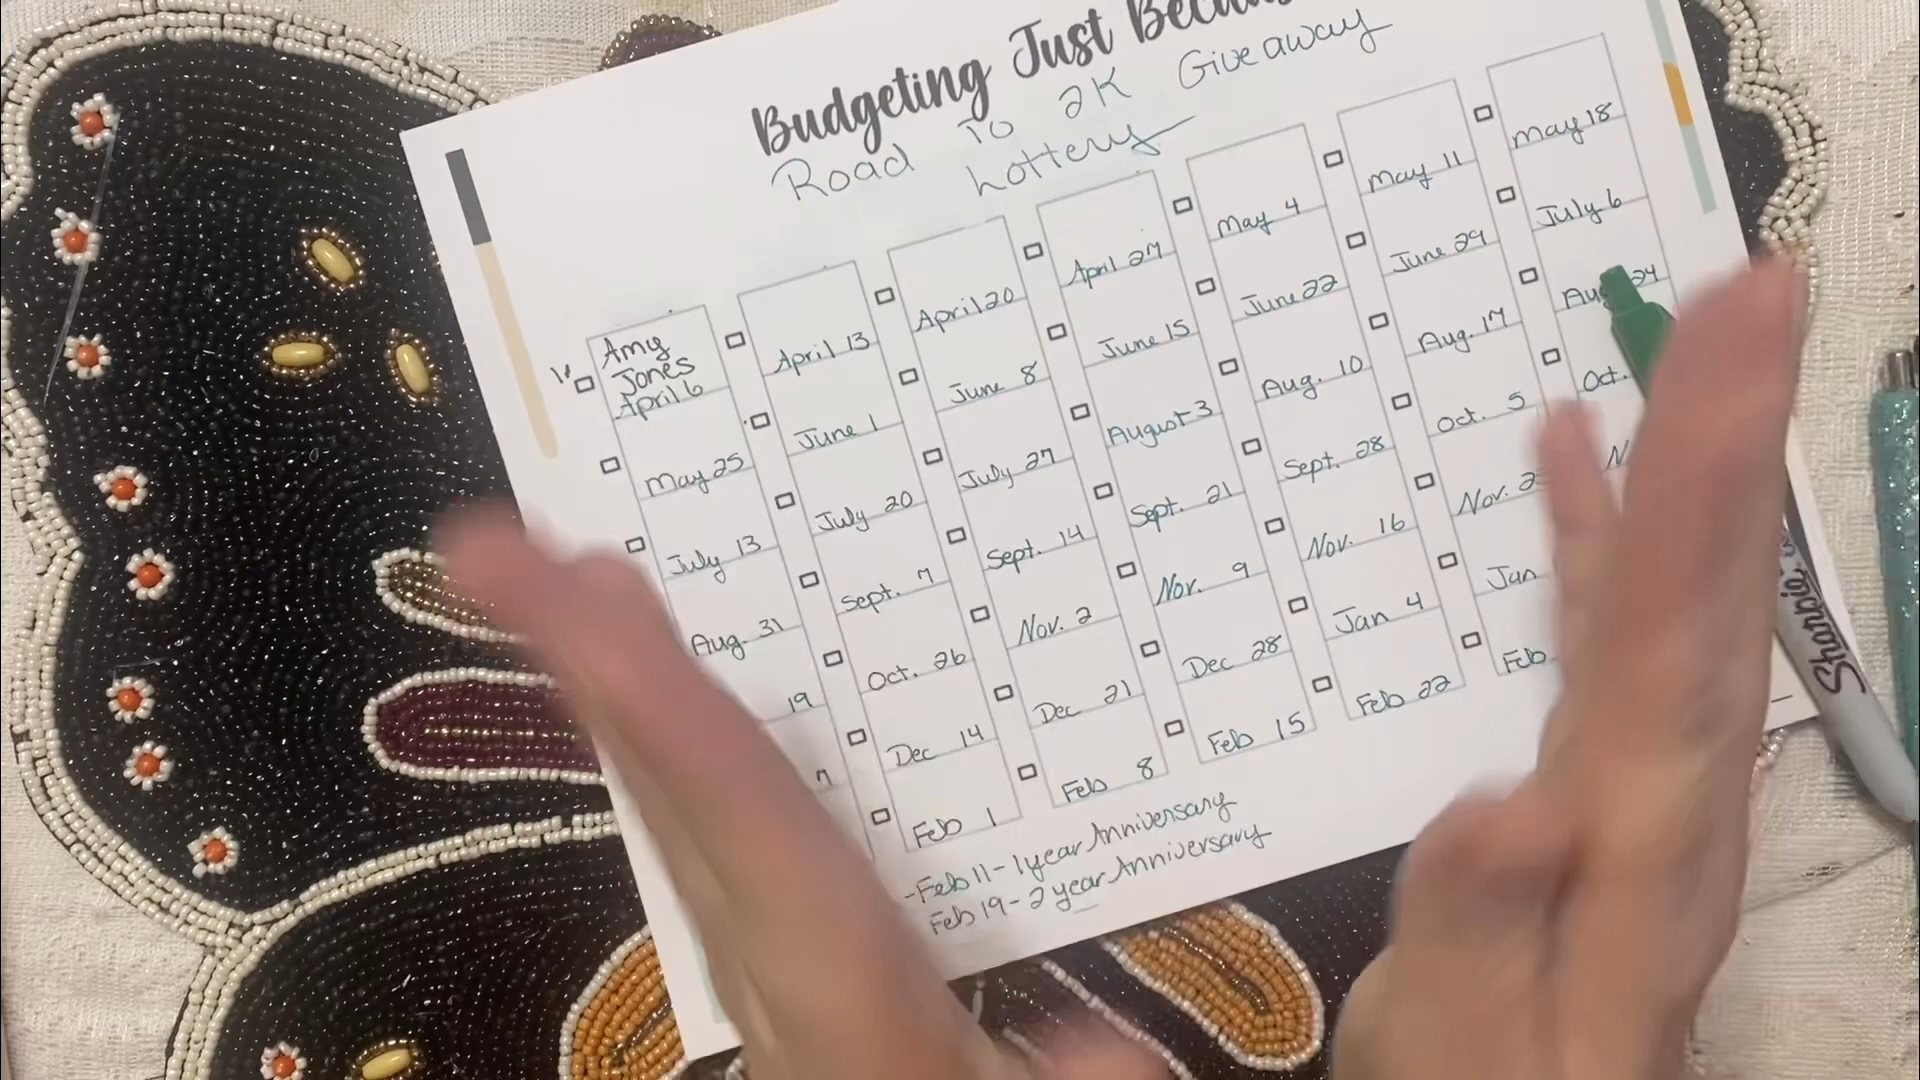 Budgeting Just
Road To 2K Giveaway
Lottery
Amy
Jones
April 6 April 13 April 20 April 27 May 4 May 11 May 18
May 25 June 1 June 8 June 15 June 22 June 29 July 6
July 13 July 20 July 27 August 3 Aug. 10 Aug. 17 24
Aug. 31 Sept. 7 Sept. 14 Sept. 21 Sept. 28 Oct. 5 Oct.
19 Oct. 26 Nov. 2 Nov. 9 Nov. 16 Nov. 2
7 Dec 14 Dec 21 Dec 28 Jan 4 Jan
Feb 1 Feb 8 Feb 15 Feb 22 Feb
-Feb 11-1 year Anniversary
Feb 19-2 year Anniversary
Sharpie